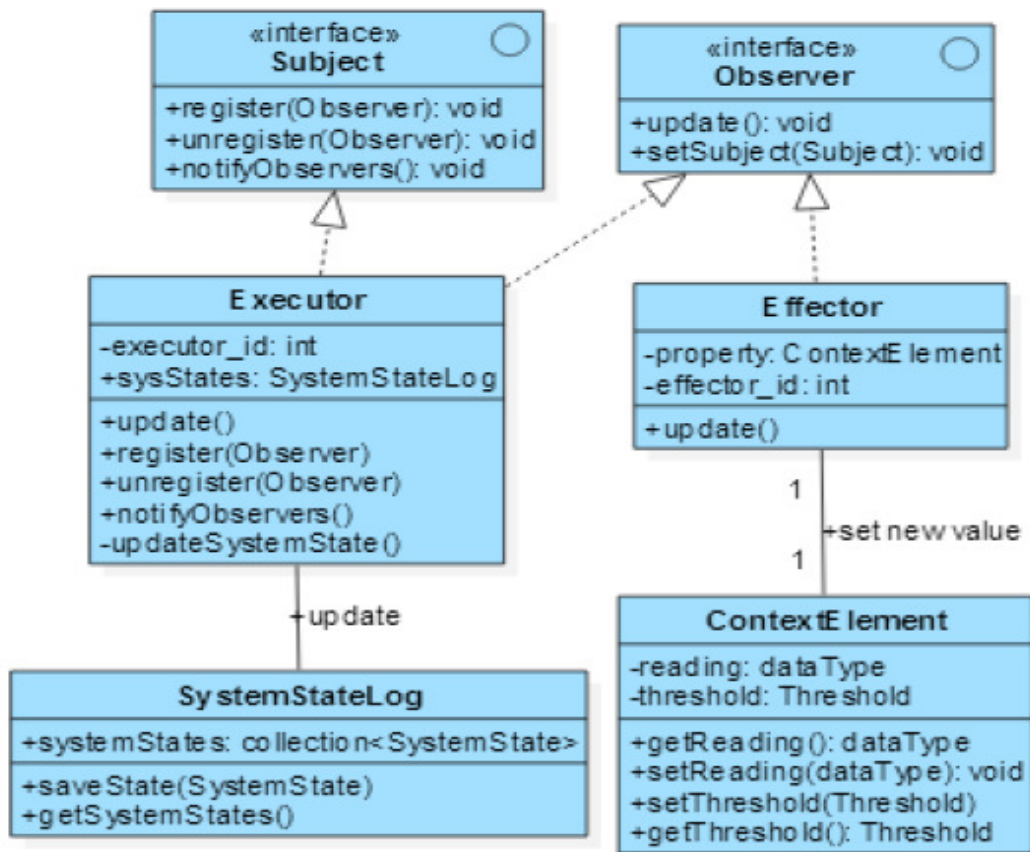 «interface»
Subject
+register(Observer): void
+unregister(Observer): void
+notifyObservers(): void
«interface»
Observer
+update(): void
+setSubject(Subject): void
Executor
-executor_id: int
+sysStates: SystemStateLog
+update()
+register(Observer)
+unregister(Observer)
+notifyObservers()
-updateSystemState()
Effector
-property: ContextElement
-effector_id: int
+update()
1
+set new value
1
+update
SystemStateLog
+systemStates: collection<SystemState>
+saveState(SystemState)
+getSystemStates()
ContextElement
-reading: dataType
-threshold: Threshold
+getReading(): dataType
+setReading(dataType): void
+setThreshold(Threshold)
+getThreshold(): Threshold